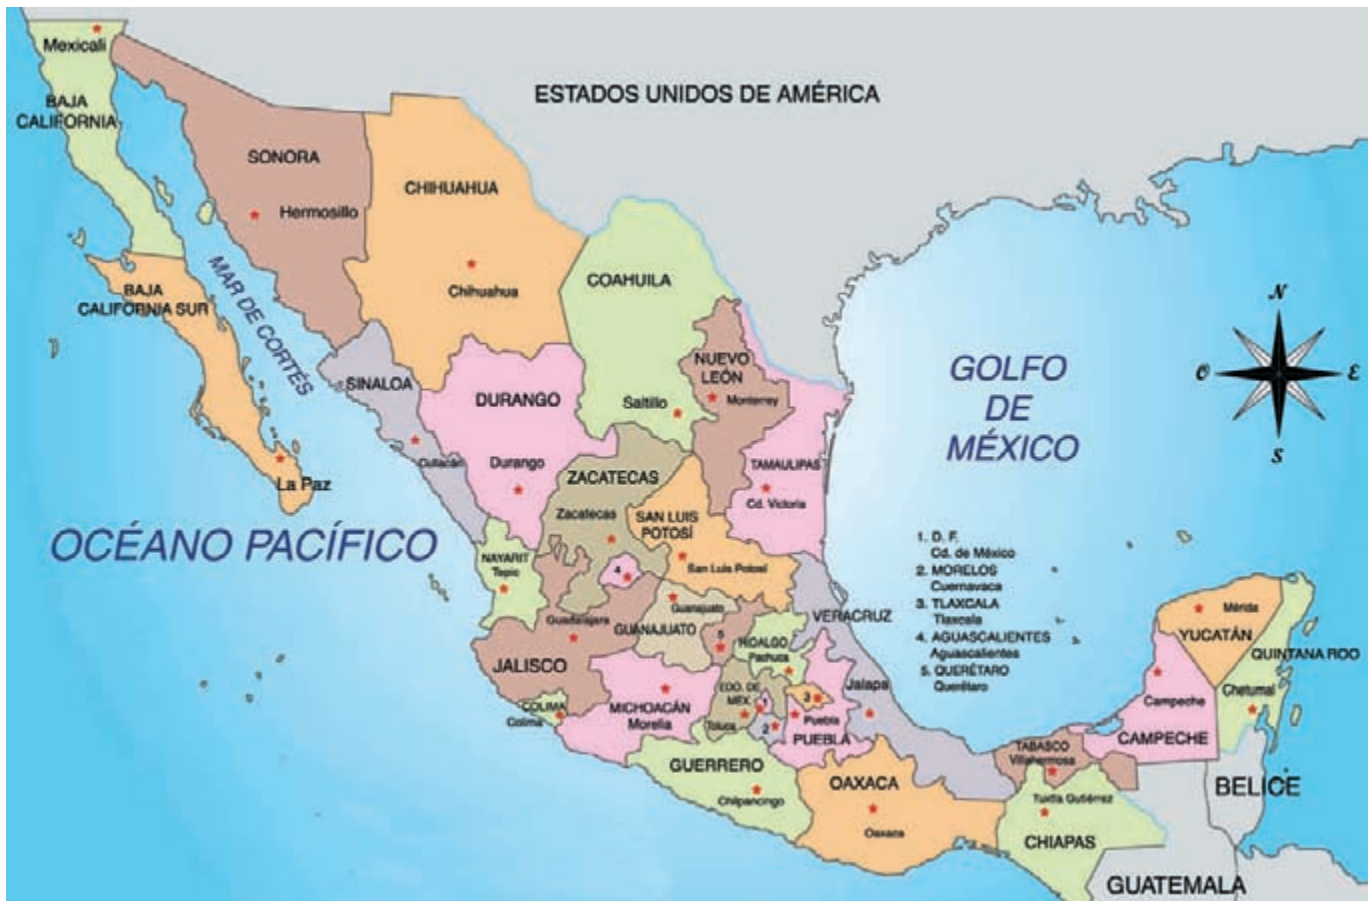 Mexicali
BAJA
CALIFORNIA
SONORA
Hermosillo
ESTADOS UNIDOS DE AMÉRICA
CHIHUAHUA
Chihuahua
COAHUILA
Saltillo
BAJA
CALIFORNIA SUR
La Paz
MAR DE CORTÉS
SINALOA
Culiacán
DURANGO
Durango
NUEVO
LEÓN
Monterrey
TAMAULIPAS
Cd. Victoria
GOLFO
DE
MÉXICO
N
O
E
S
OCÉANO PACÍFICO
ZACATECAS
Zacatecas
SAN LUIS
POTOSÍ
San Luis Potosí
NAYARIT
Tepic
4
Guadalajara
JALISCO
Guanajuato
GUANAJUATO
5
HIDALGO
Pachuca
VERACRUZ
Jalapa
COLIMA
Colima
MICHOACÁN
Morelia
EDO. DE
MEX.
Toluca
1
2
3
Puebla
PUEBLA
GUERRERO
Chilpancingo
OAXACA
Oaxaca
1. D. F.
Cd. de México
2. MORELOS
Cuernavaca
3. TLAXCALA
Tlaxcala
4. AGUASCALIENTES
Aguascalientes
5. QUERÉTARO
Querétaro
Mérida
YUCATÁN
QUINTANA ROO
Chetumal
Campeche
CAMPECHE
TABASCO
Villahermosa
Tuxtla Gutiérrez
CHIAPAS
BELICE
GUATEMALA